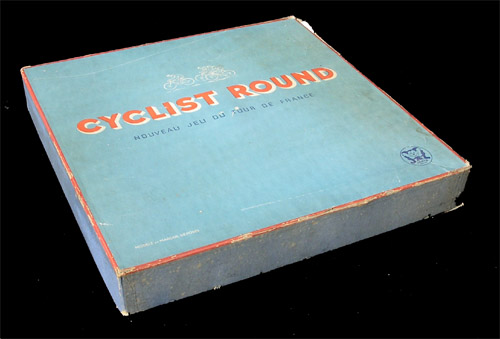 CYCLIST ROUND
NOUVEAU JEU DU TOUR DE FRANCE